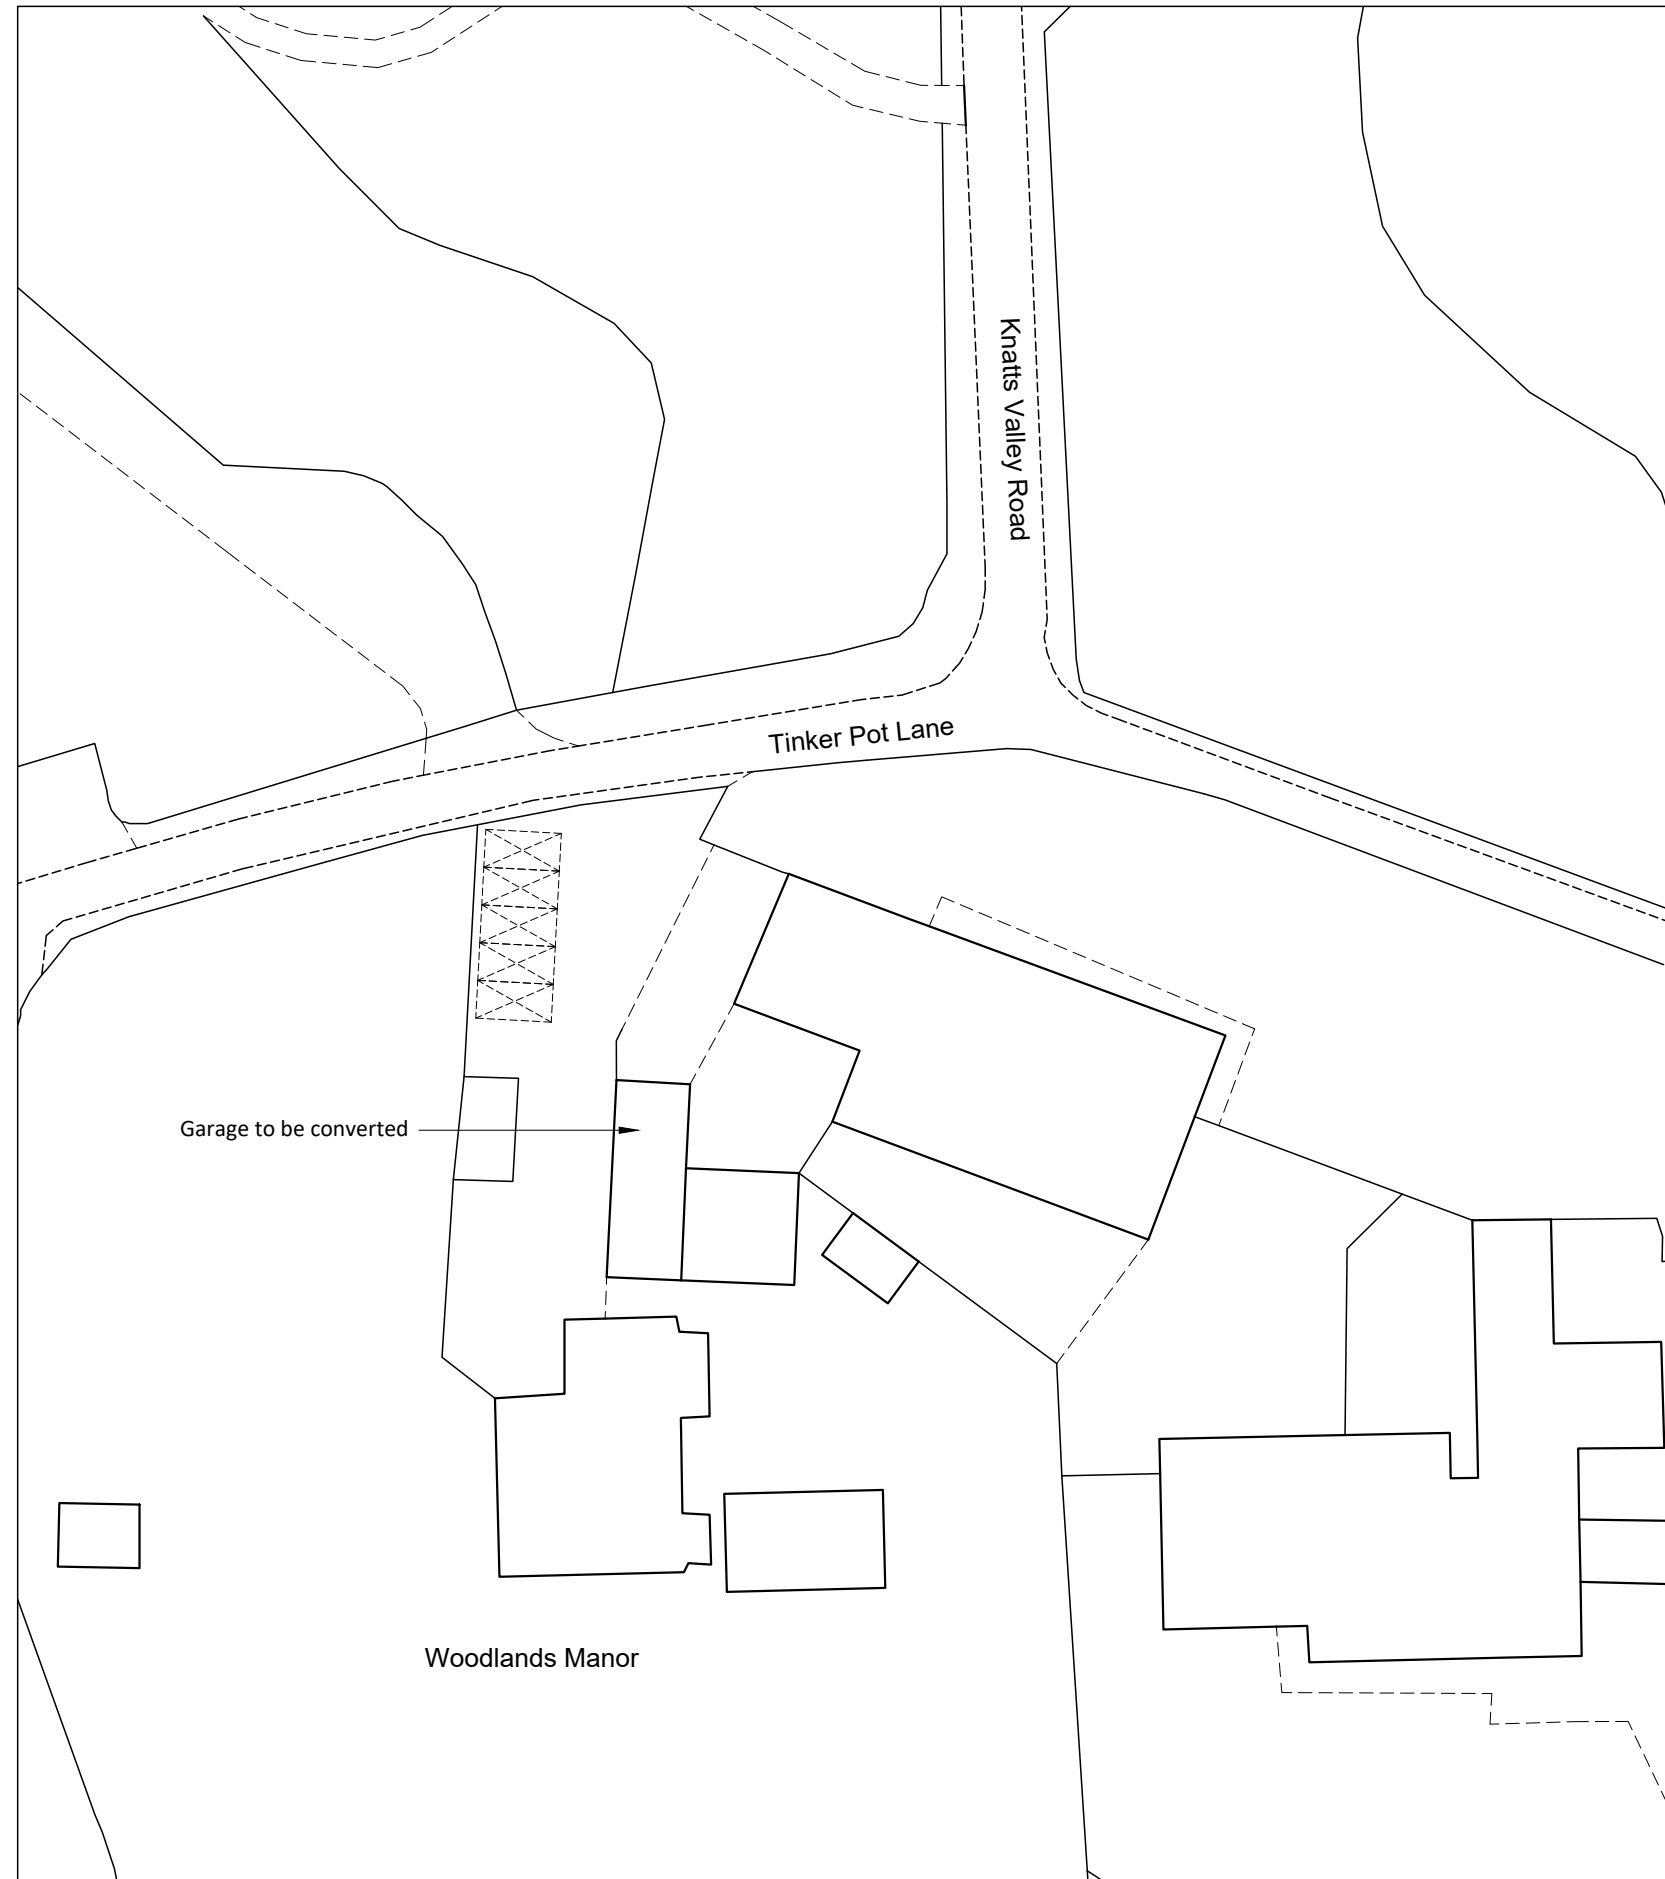 Knatts Valley Road
Tinker Pot Lane
Garage to be converted
Woodlands Manor